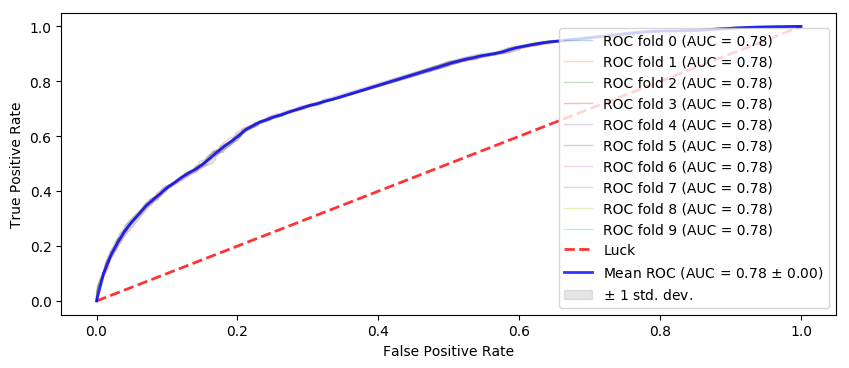 True Positive Rate
1.0
0.8
0.6
0.4
0.2
0.0
ROC fold 0 (AUC = 0.78)
ROC fold 1 (AUC = 0.78)
ROC fold 2 (AUC = 0.78)
ROC fold 3 (AUC = 0.78)
ROC fold 4 (AUC = 0.78)
ROC fold 5 (AUC = 0.78)
ROC fold 6 (AUC = 0.78)
ROC fold 7 (AUC = 0.78)
ROC fold 8 (AUC = 0.78)
ROC fold 9 (AUC = 0.78)
Luck
Mean ROC (AUC = 0.78 ± 0.00)
± 1 std. dev.
0.0 0.2 0.4 0.6 0.8 1.0
False Positive Rate